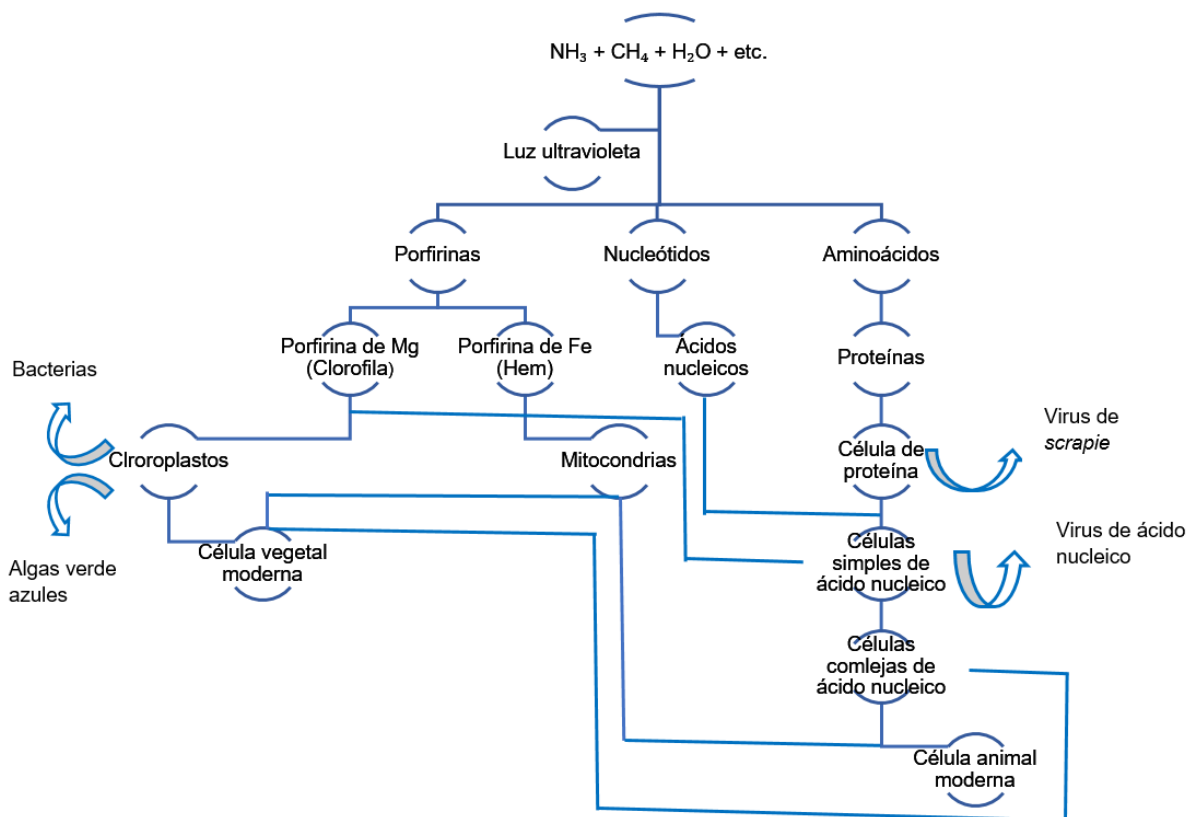 NH₃ + CH₄ + H₂O + etc.
Luz ultravioleta
Porfirinas
Nucleótidos
Aminoácidos
Porfirina de Mg
(Clorofila)
Porfirina de Fe
(Hem)
Ácidos
nucleicos
Proteínas
Bacterias
Clroroplastos
Mitocondrias
Célula de
proteína
Virus de
scrapie
Algas verde
azules
Célula vegetal
moderna
Células
simples de
ácido nucleico
Virus de ácido
nucleico
Células
comlejas de
ácido nucleico
Célula animal
moderna